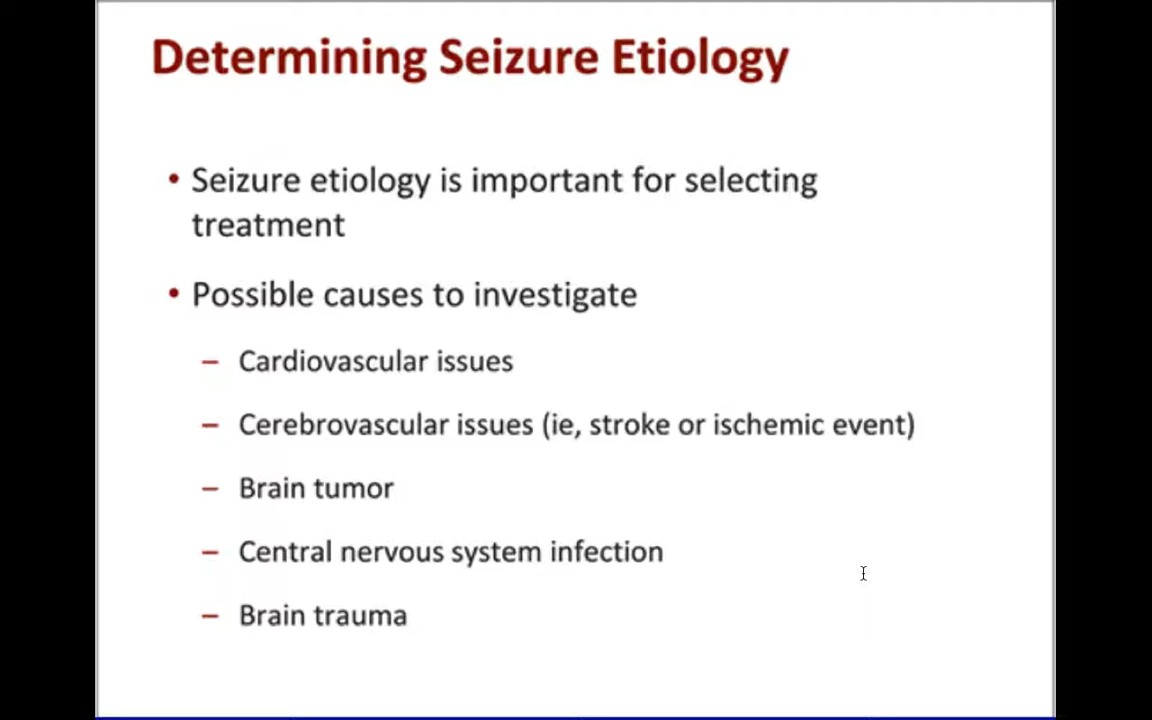 Determining Seizure Etiology
• Seizure etiology is important for selecting
treatment
• Possible causes to investigate
– Cardiovascular issues
– Cerebrovascular issues (ie, stroke or ischemic event)
– Brain tumor
– Central nervous system infection
– Brain trauma